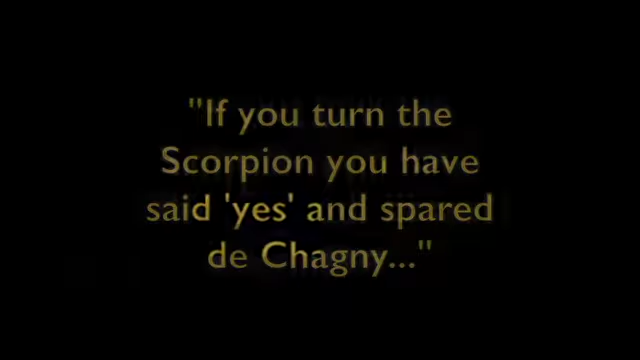 "If you turn the
Scorpion you have
said 'yes' and spared
de Chagny..."